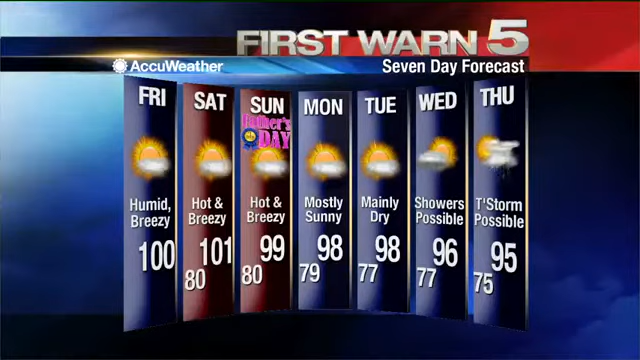 FIRST WARN 5
AccuWeather
Seven Day Forecast
FRI
Humid,
Breezy
100
SAT
Hot &
Breezy
101
80
SUN
Father's
DAY
Hot &
Breezy
99
80
MON
Mostly
Sunny
98
79
TUE
Mainly
Dry
98
77
WED
Showers
Possible
96
77
THU
T'Storm
Possible
95
75